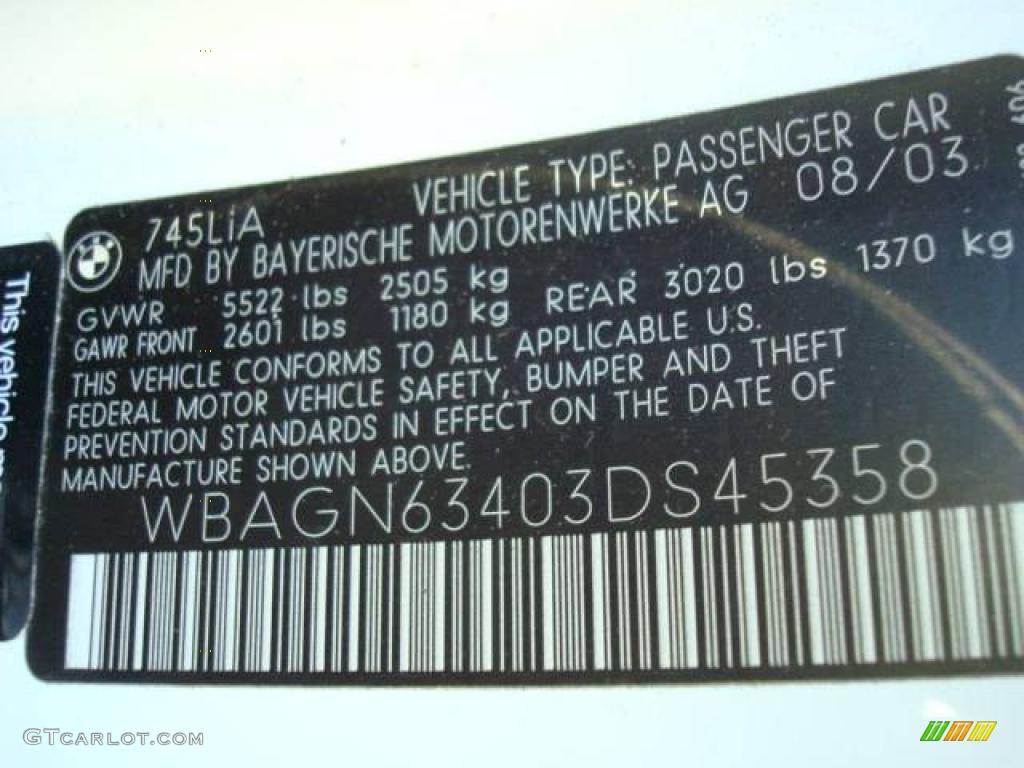 VEHICLE TYPE: PASSENGER CAR
745LiA
MFD BY BAYERISCHE MOTORENWERKE AG 08/03
GVWR 5522 lbs 2505 kg
GAWR FRONT 2601 lbs 1180 kg REAR 3020 lbs 1370 kg
THIS VEHICLE CONFORMS TO ALL APPLICABLE U.S.
FEDERAL MOTOR VEHICLE SAFETY, BUMPER AND THEFT
PREVENTION STANDARDS IN EFFECT ON THE DATE OF
MANUFACTURE SHOWN ABOVE.
WBAGN63403DS45358
This vehicle
GTCARLOT.COM